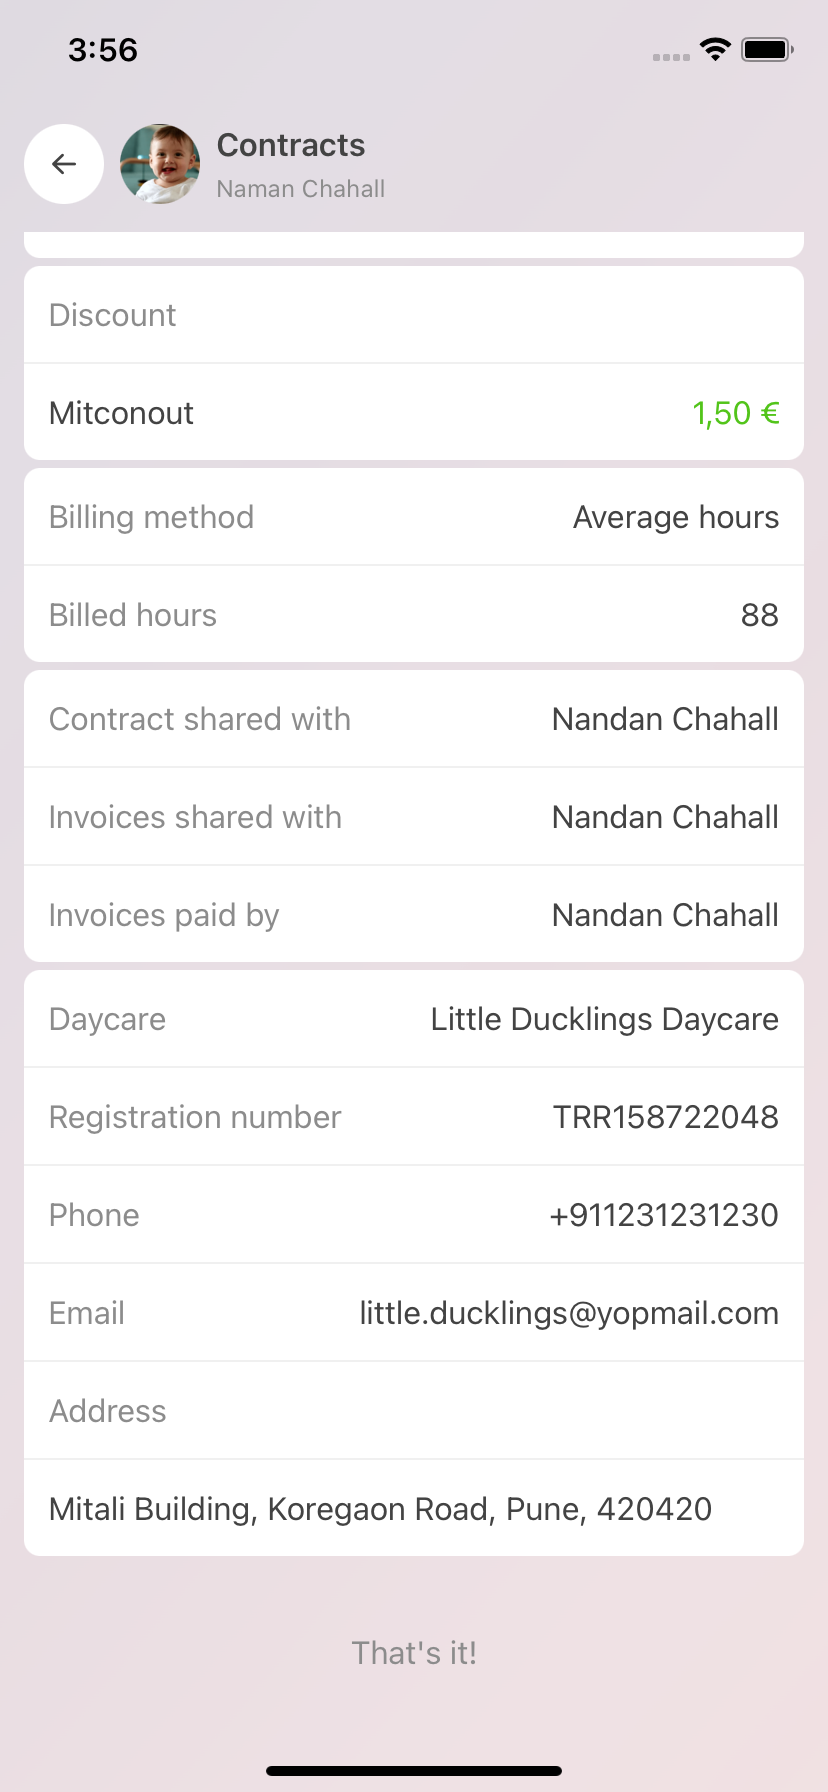 3:56
Contracts
Naman Chahall
Discount
Mitconout 1,50 €
Billing method Average hours
Billed hours 88
Contract shared with Nandan Chahall
Invoices shared with Nandan Chahall
Invoices paid by Nandan Chahall
Daycare Little Ducklings Daycare
Registration number TRR158722048
Phone +911231231230
Email little.ducklings@yopmail.com
Address
Mitali Building, Koregaon Road, Pune, 420420
That's it!